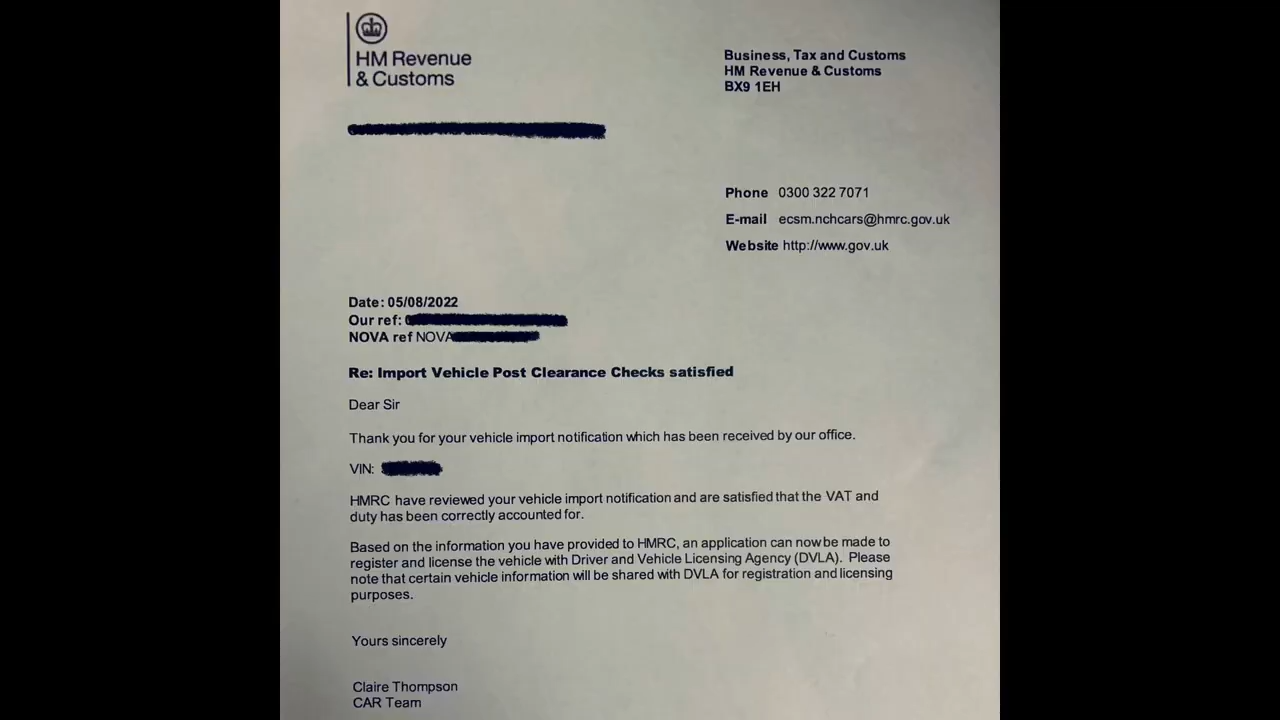 HM Revenue
& Customs
Business, Tax and Customs
HM Revenue & Customs
BX9 1EH
Phone 0300 322 7071
E-mail ecsm.nchcars@hmrc.gov.uk
Website http://www.gov.uk
Date: 05/08/2022
Our ref:
NOVA ref NOVA
Re: Import Vehicle Post Clearance Checks satisfied
Dear Sir
Thank you for your vehicle import notification which has been received by our office.
VIN:
HMRC have reviewed your vehicle import notification and are satisfied that the VAT and
duty has been correctly accounted for.
Based on the information you have provided to HMRC, an application can now be made to
register and license the vehicle with Driver and Vehicle Licensing Agency (DVLA). Please
note that certain vehicle information will be shared with DVLA for registration and licensing
purposes.
Yours sincerely
Claire Thompson
CAR Team